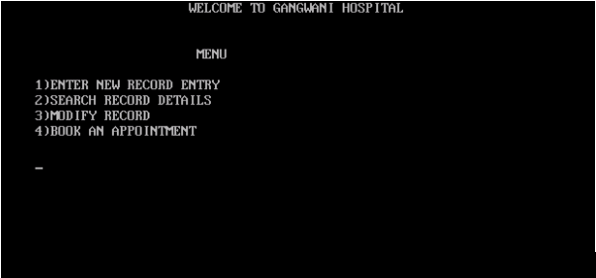 WELCOME TO GANGWANI HOSPITAL
MENU
1)ENTER NEW RECORD ENTRY
2)SEARCH RECORD DETAILS
3)MODIFY RECORD
4)BOOK AN APPOINTMENT